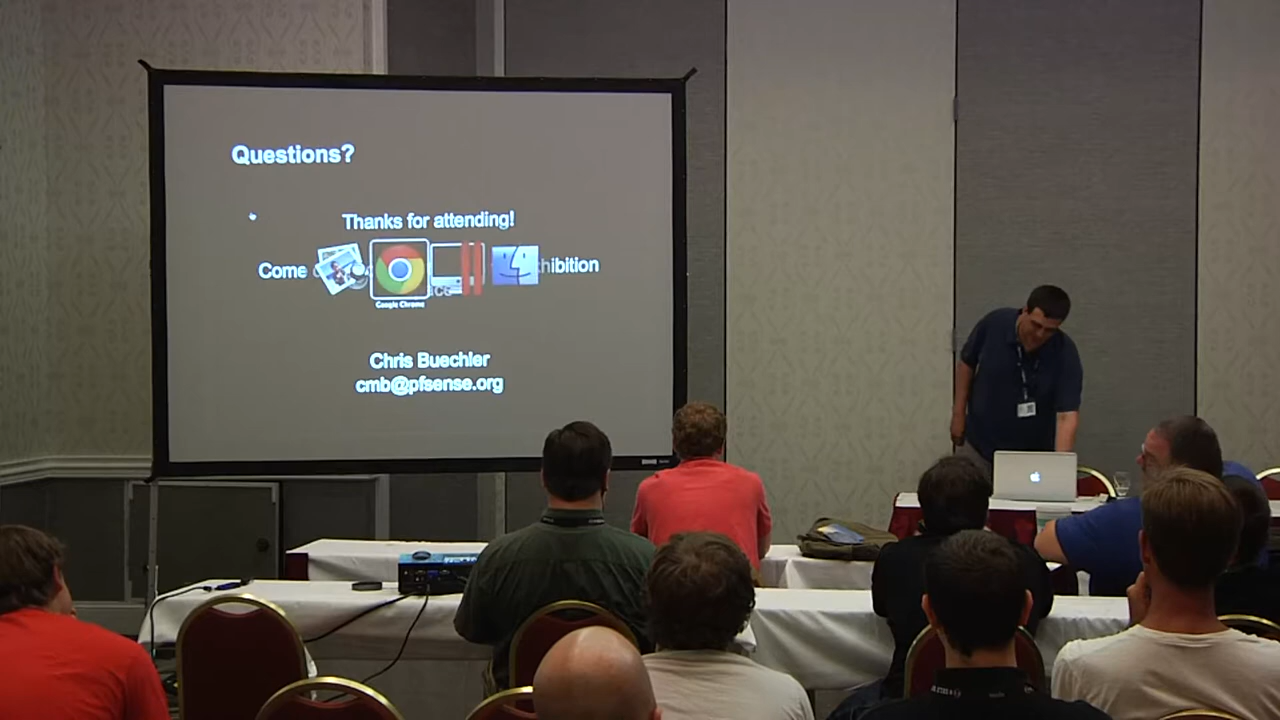 Questions?
Thanks for attending!
Come
hibition
Google Chrome
Chris Buechler
cmb@pfsense.org